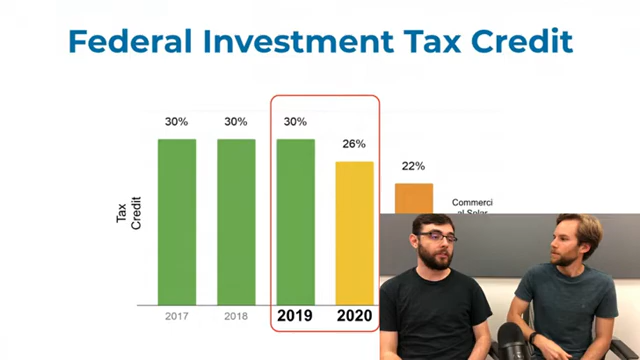 Federal Investment Tax Credit
30%
30%
30%
26%
22%
Tax
Credit
Commerci
al Solar
2017
2018
2019
2020